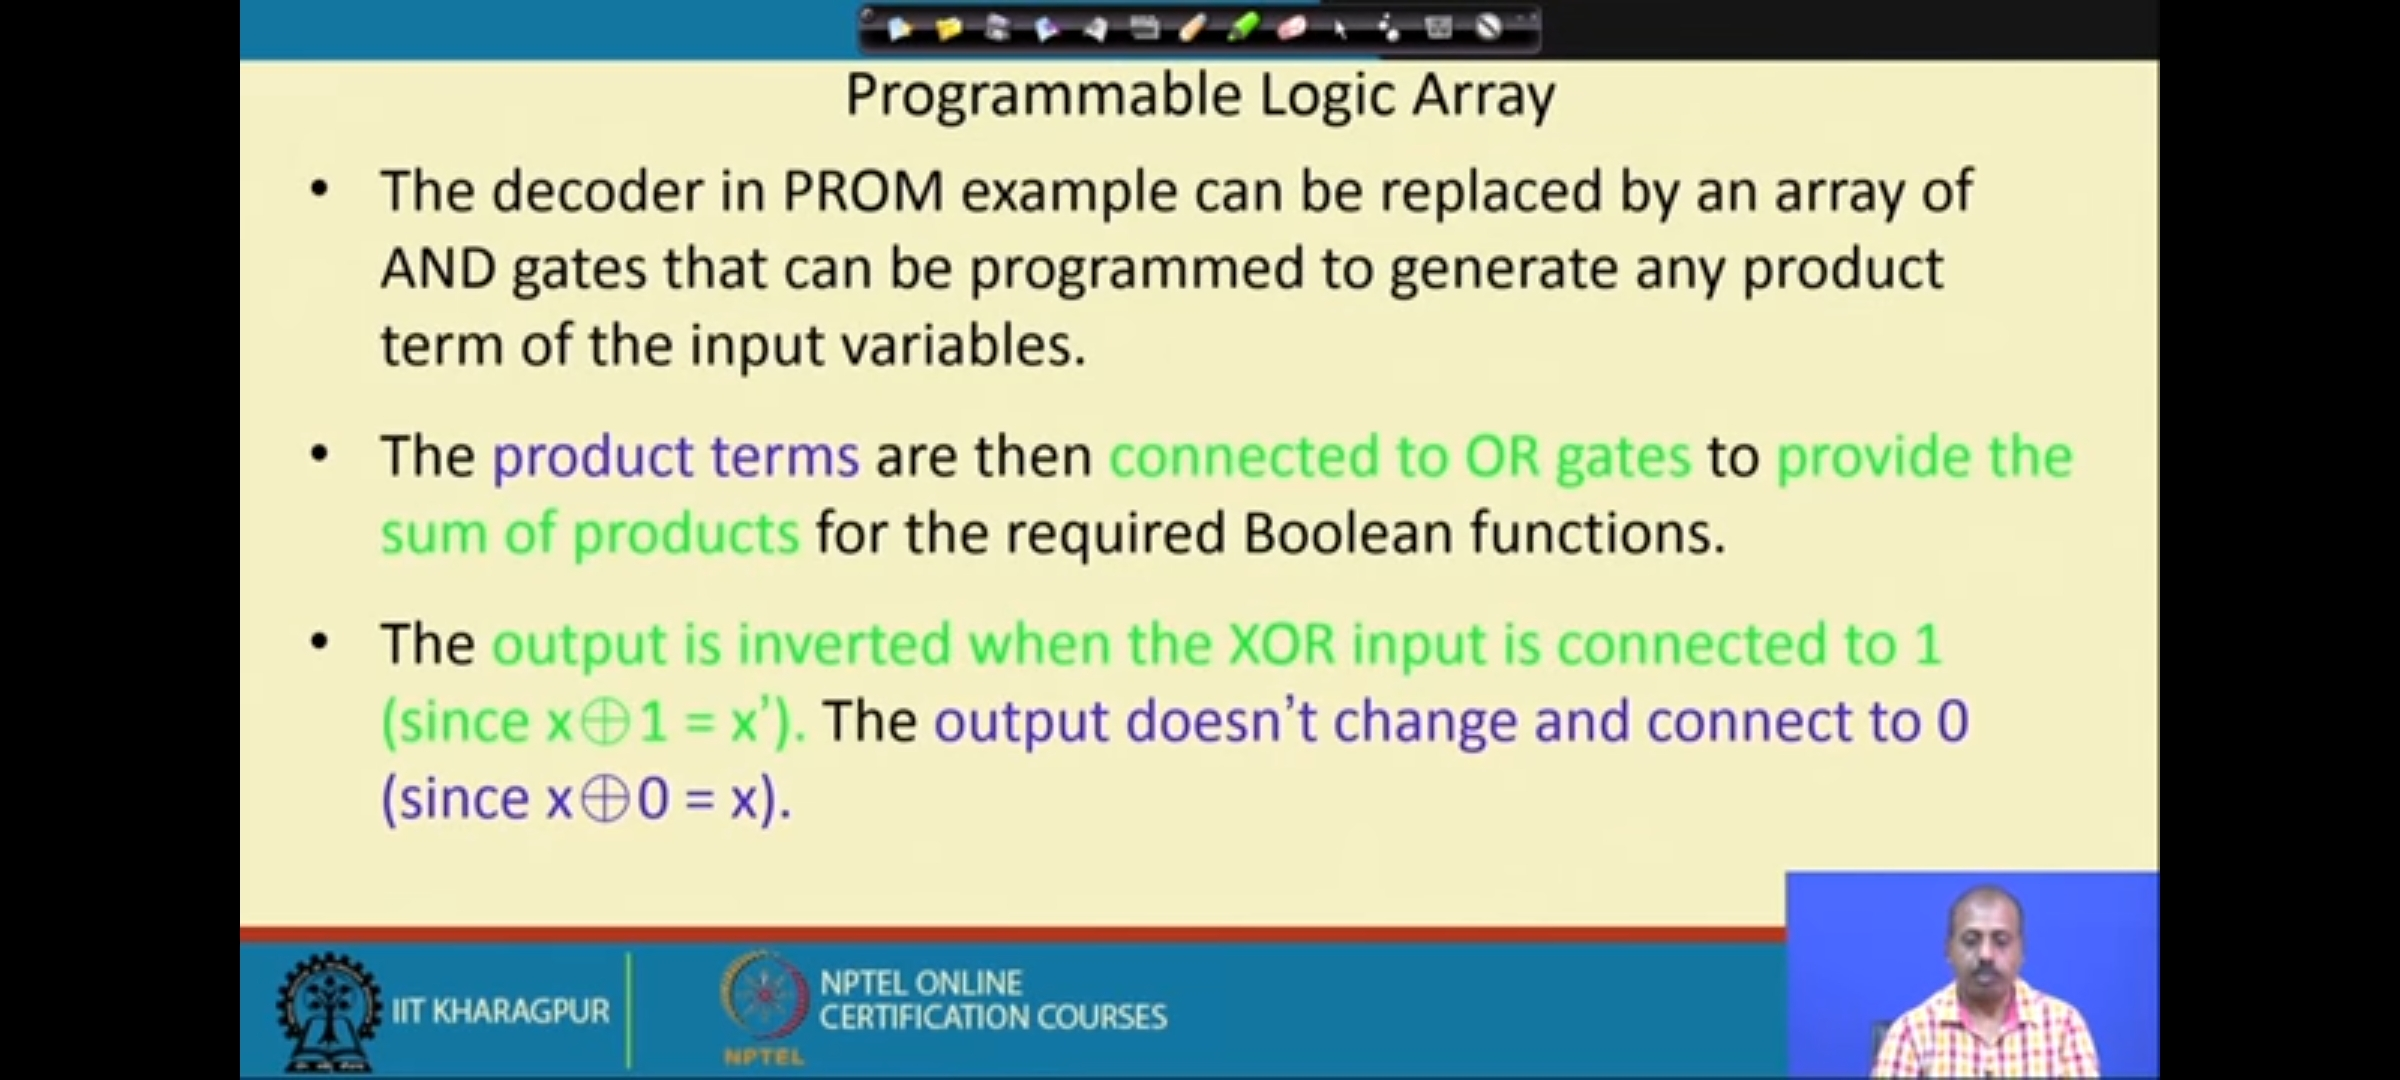 Programmable Logic Array
• The decoder in PROM example can be replaced by an array of
AND gates that can be programmed to generate any product
term of the input variables.
• The product terms are then connected to OR gates to provide the
sum of products for the required Boolean functions.
• The output is inverted when the XOR input is connected to 1
(since x⊕1 = x’). The output doesn’t change and connect to 0
(since x⊕0 = x).
IIT KHARAGPUR
NPTEL ONLINE
CERTIFICATION COURSES
NPTEL